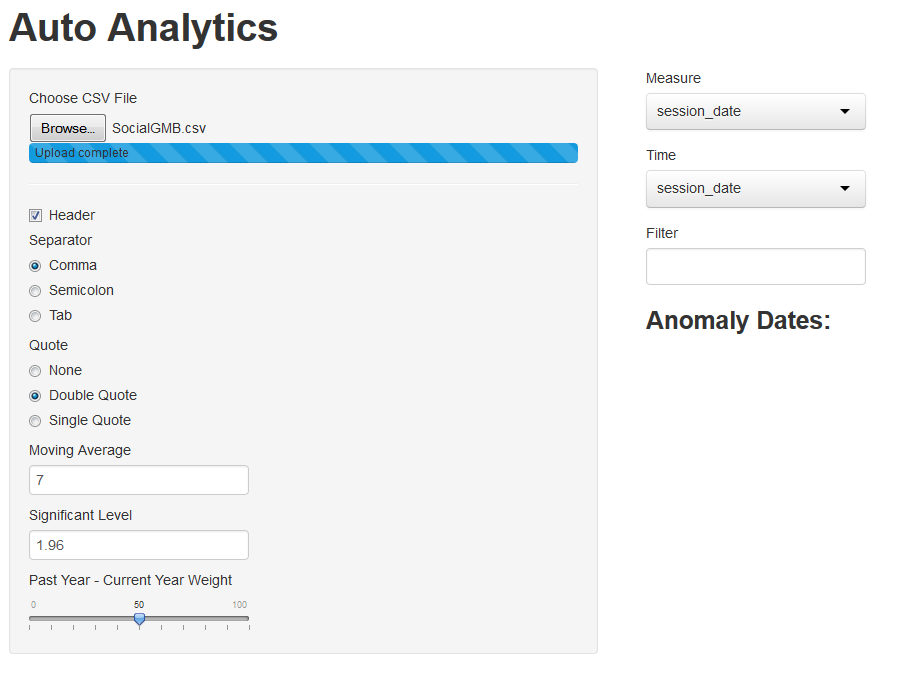 Auto Analytics
Choose CSV File
Browse... SocialGMB.csv
Upload complete
Header
Separator
Comma
Semicolon
Tab
Quote
None
Double Quote
Single Quote
Moving Average
7
Significant Level
1.96
Past Year - Current Year Weight
0 50 100
Measure
session_date
Time
session_date
Filter
Anomaly Dates: